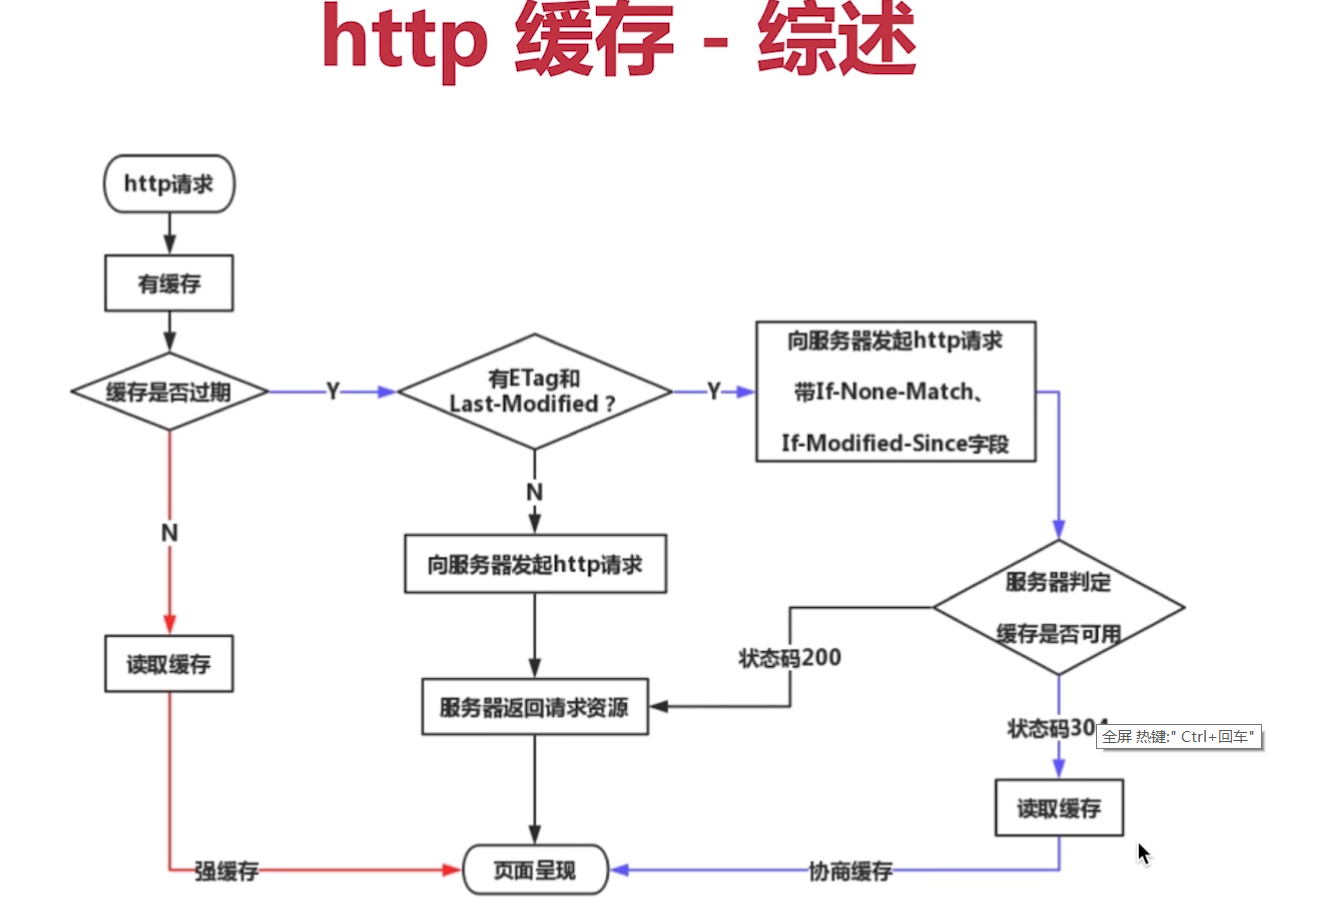 http 缓存 - 综述
http请求
有缓存
缓存是否过期
Y
有ETag和
Last-Modified ?
Y
向服务器发起http请求
带If-None-Match、
If-Modified-Since字段
N
向服务器发起http请求
N
服务器判定
缓存是否可用
状态码200
读取缓存
服务器返回请求资源
状态码304
全屏 热键:" Ctrl+回车"
读取缓存
强缓存
页面呈现
协商缓存